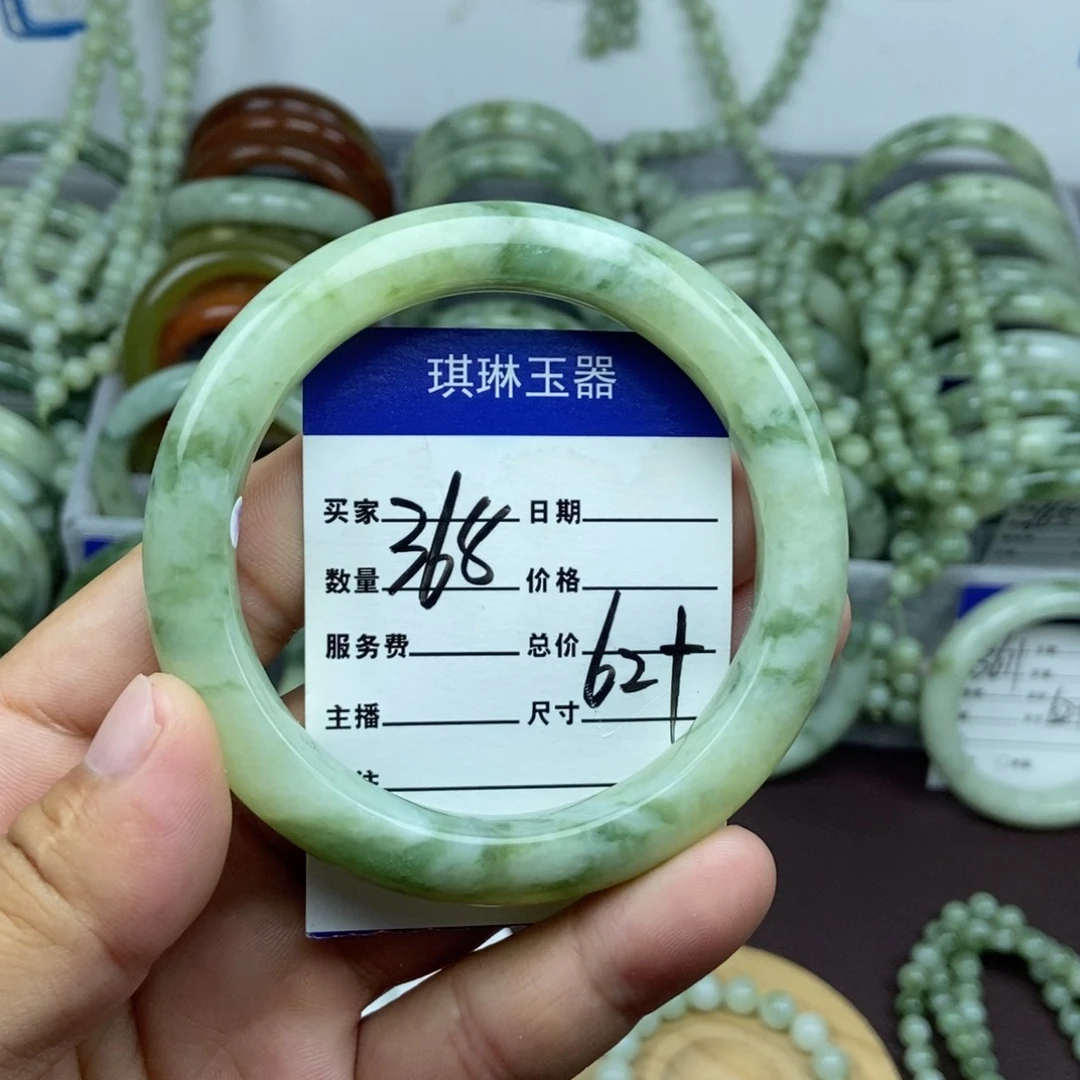 琪琳玉器
买家 368 日期
数量 价格
服务费 总价 62+
主播 尺寸
注